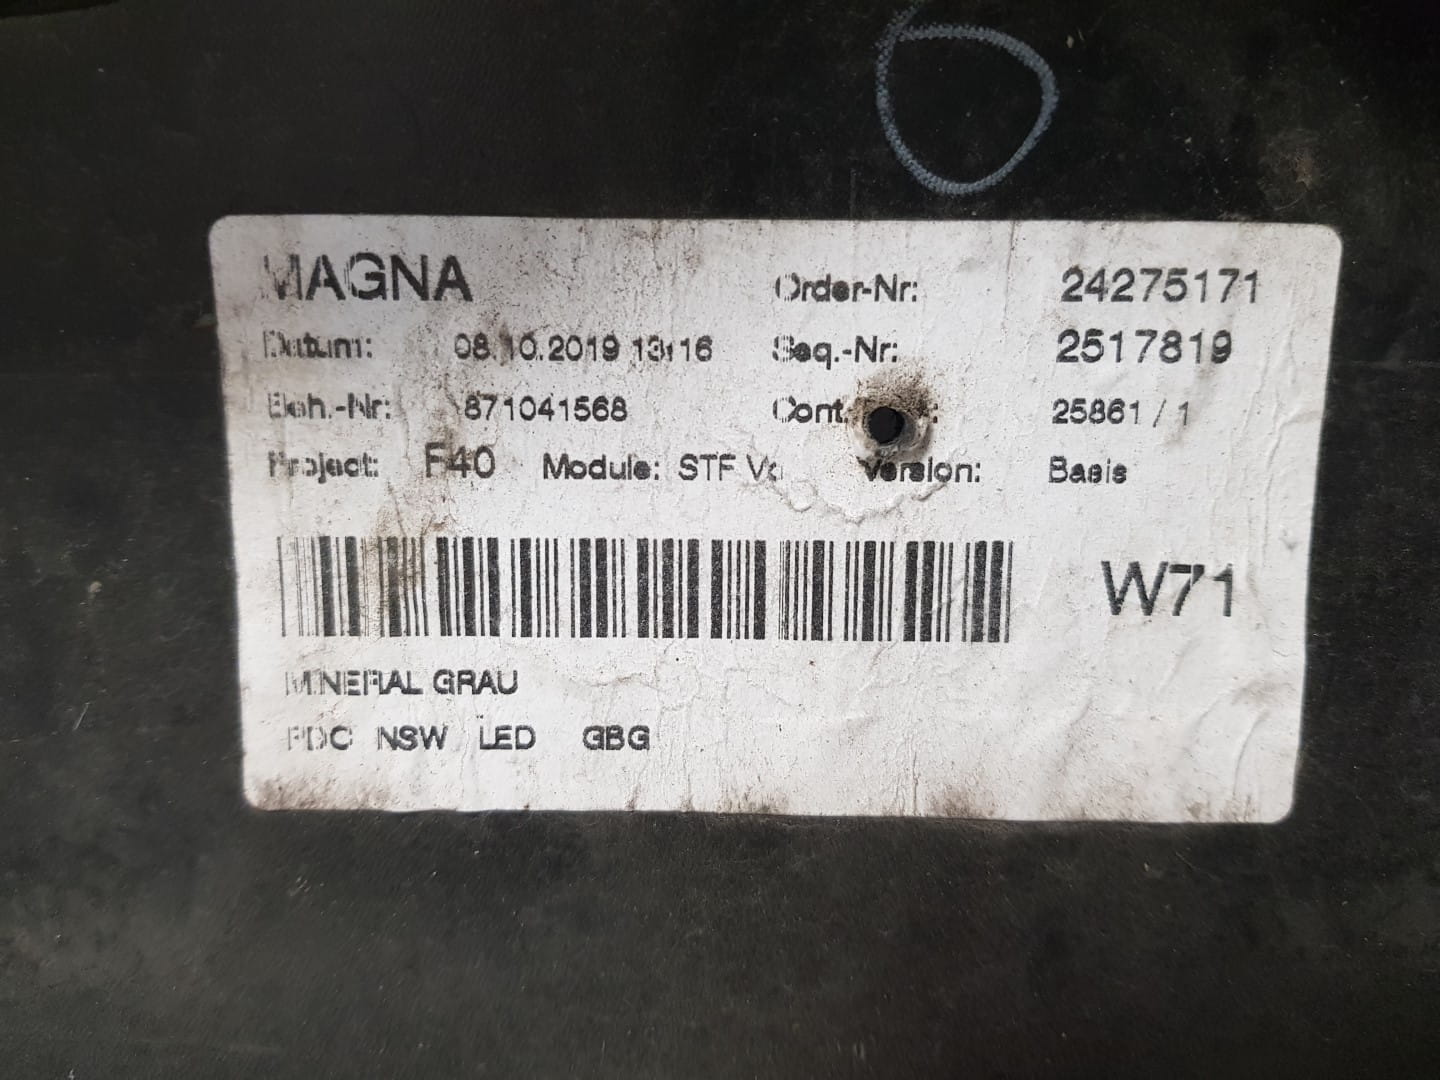 MAGNA Order-Nr: 24275171
Datum: 08.10.2019 13:16 Seq.-Nr: 2517819
Beh.-Nr: 871041568 Cont. 25861 / 1
Project: F40 Module: STF Version: Basis
W71
MINERAL GRAU
PDC NSW LED GBG